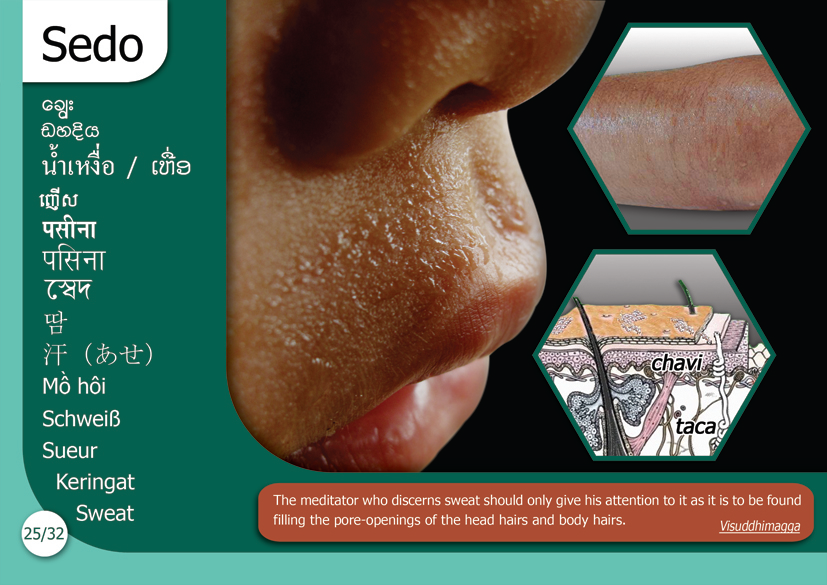 Sedo
ချွေး
ඩහදිය
น้ำเหงื่อ / ເຫື່ອ
ញើស
पसीना
पसिना
স্বেদ
땀
汗（あせ）
Mồ hôi
Schweiß
Sueur
Keringat
Sweat
25/32
chavi
taca
The meditator who discerns sweat should only give his attention to it as it is to be found
filling the pore-openings of the head hairs and body hairs.
Visuddhimagga